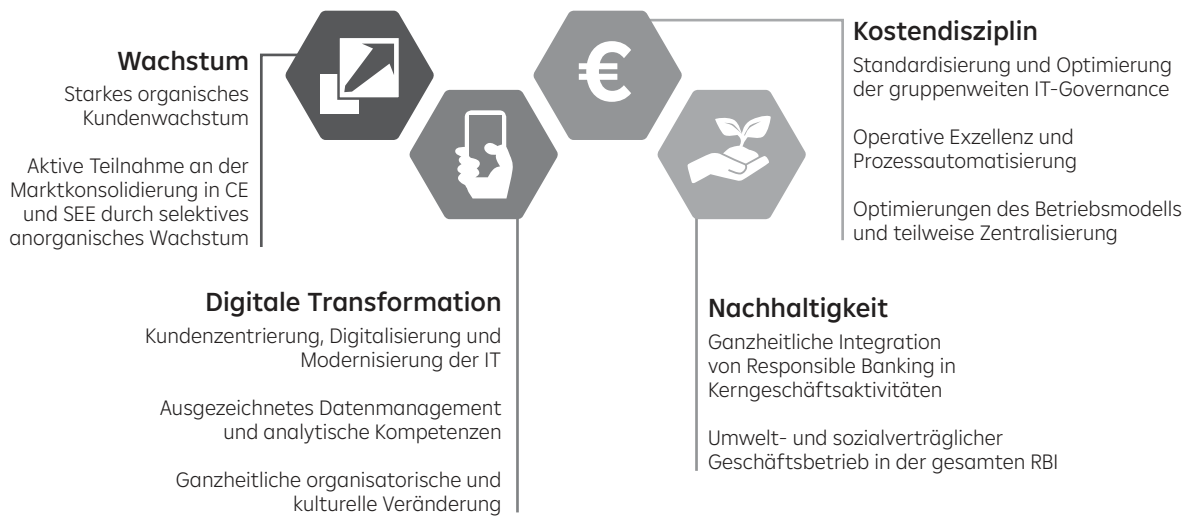 Wachstum
Starkes organisches
Kundenwachstum
Aktive Teilnahme an der
Marktkonsolidierung in CE
und SEE durch selektives
anorganisches Wachstum
Digitale Transformation
Kundenzentrierung, Digitalisierung und
Modernisierung der IT
Ausgezeichnetes Datenmanagement
und analytische Kompetenzen
Ganzheitliche organisatorische und
kulturelle Veränderung
€
Kostendisziplin
Standardisierung und Optimierung
der gruppenweiten IT-Governance
Operative Exzellenz und
Prozessautomatisierung
Optimierungen des Betriebsmodells
und teilweise Zentralisierung
Nachhaltigkeit
Ganzheitliche Integration
von Responsible Banking in
Kerngeschäftsaktivitäten
Umwelt- und sozialverträglicher
Geschäftsbetrieb in der gesamten RBI